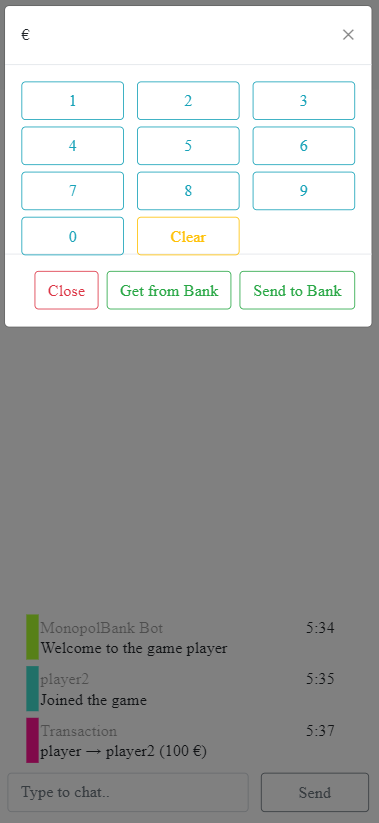 € ×
1 2 3
4 5 6
7 8 9
0 Clear
Close Get from Bank Send to Bank
MonopolBank Bot 5:34
Welcome to the game player
player2 5:35
Joined the game
Transaction 5:37
player → player2 (100 €)
Type to chat.. Send